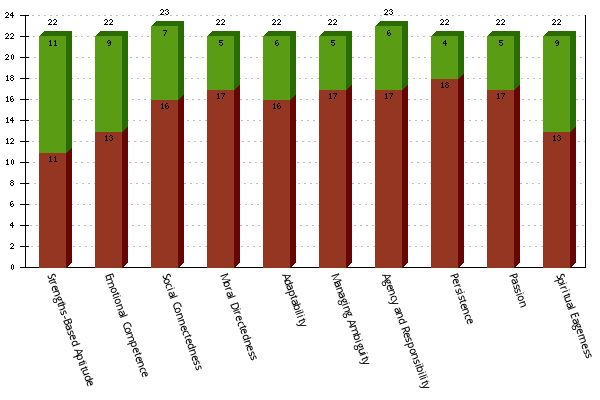 24
22
20
18
16
14
12
10
8
6
4
2
0
22 22 23 22 22 22 23 22 22 22
11 9 7 5 6 5 6 4 5 9
11 13 16 17 16 17 17 18 17 13
Strengths-Based Aptitude
Emotional Competence
Social Connectedness
Moral Directedness
Adaptability
Managing Ambiguity
Agency and Responsibility
Persistence
Passion
Spiritual Eagerness